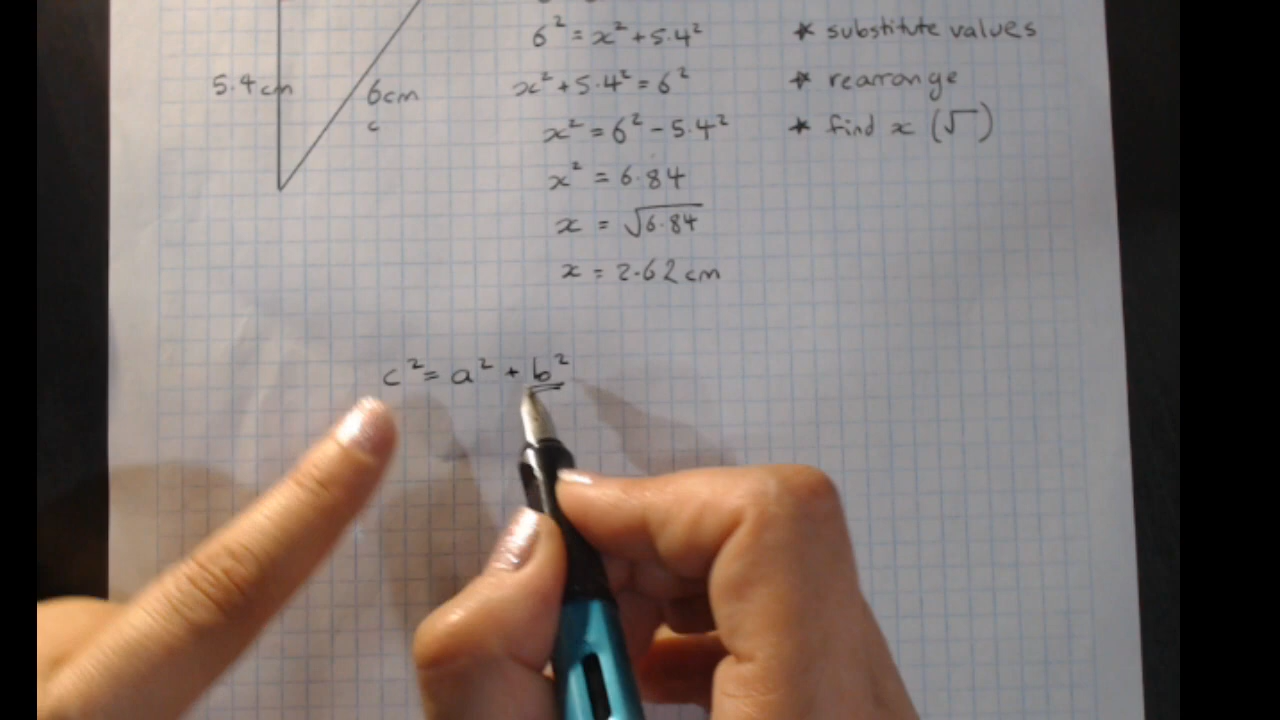 6² = x² + 5.4² * substitute values
5.4cm
6cm
c
x² + 5.4² = 6² * rearrange
x² = 6² - 5.4² * find x (√ )
x² = 6.84
x = √6.84
x = 2.62 cm
c² = a² + b²